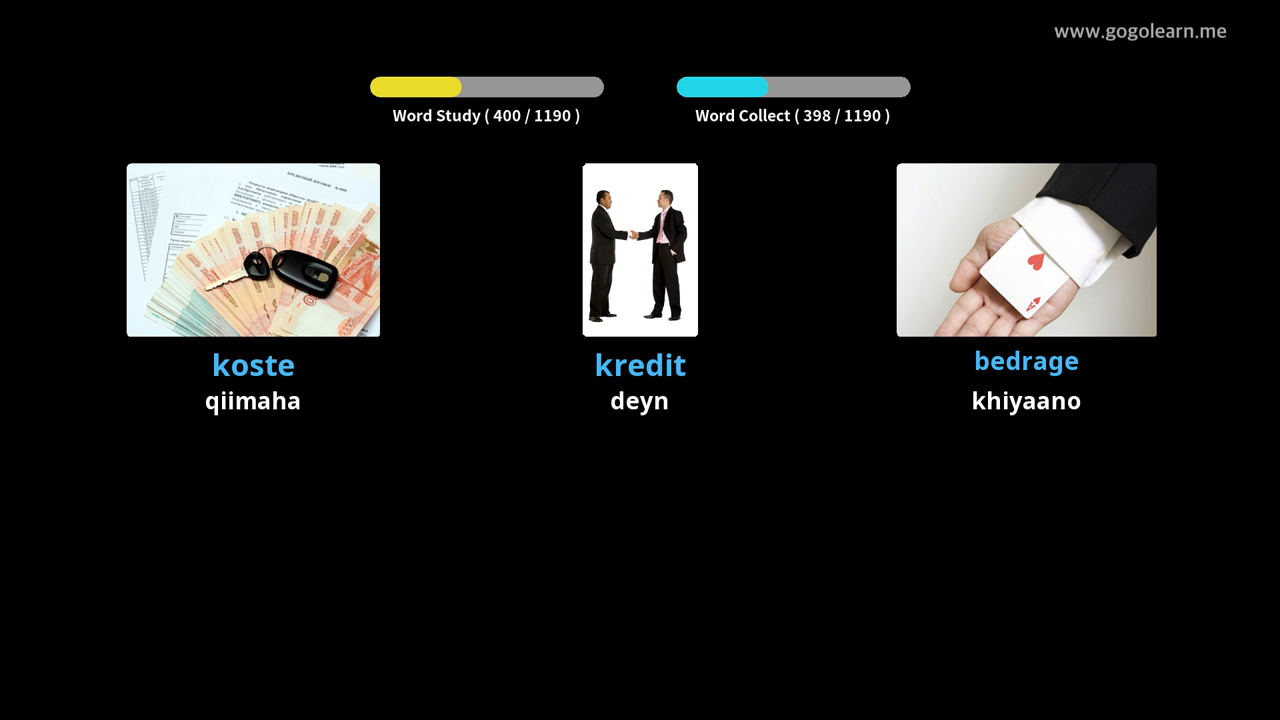 www.gogolearn.me
Word Study ( 400 / 1190 )
Word Collect ( 398 / 1190 )
koste
kredit
bedrage
qiimaha
deyn
khiyaano